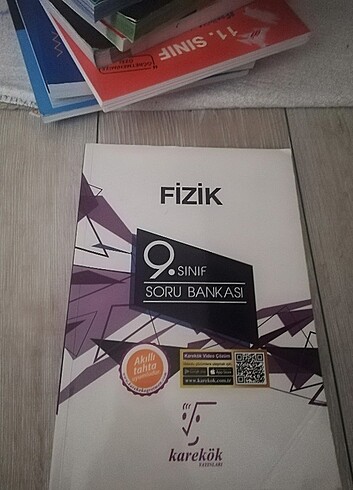 11. SINIF
FİZİK
9. SINIF
SORU BANKASI
Akıllı
tahta
uyumludur
Karekök Video Çözüm
www.karekok.com.tr
karekök
YAYINLARI